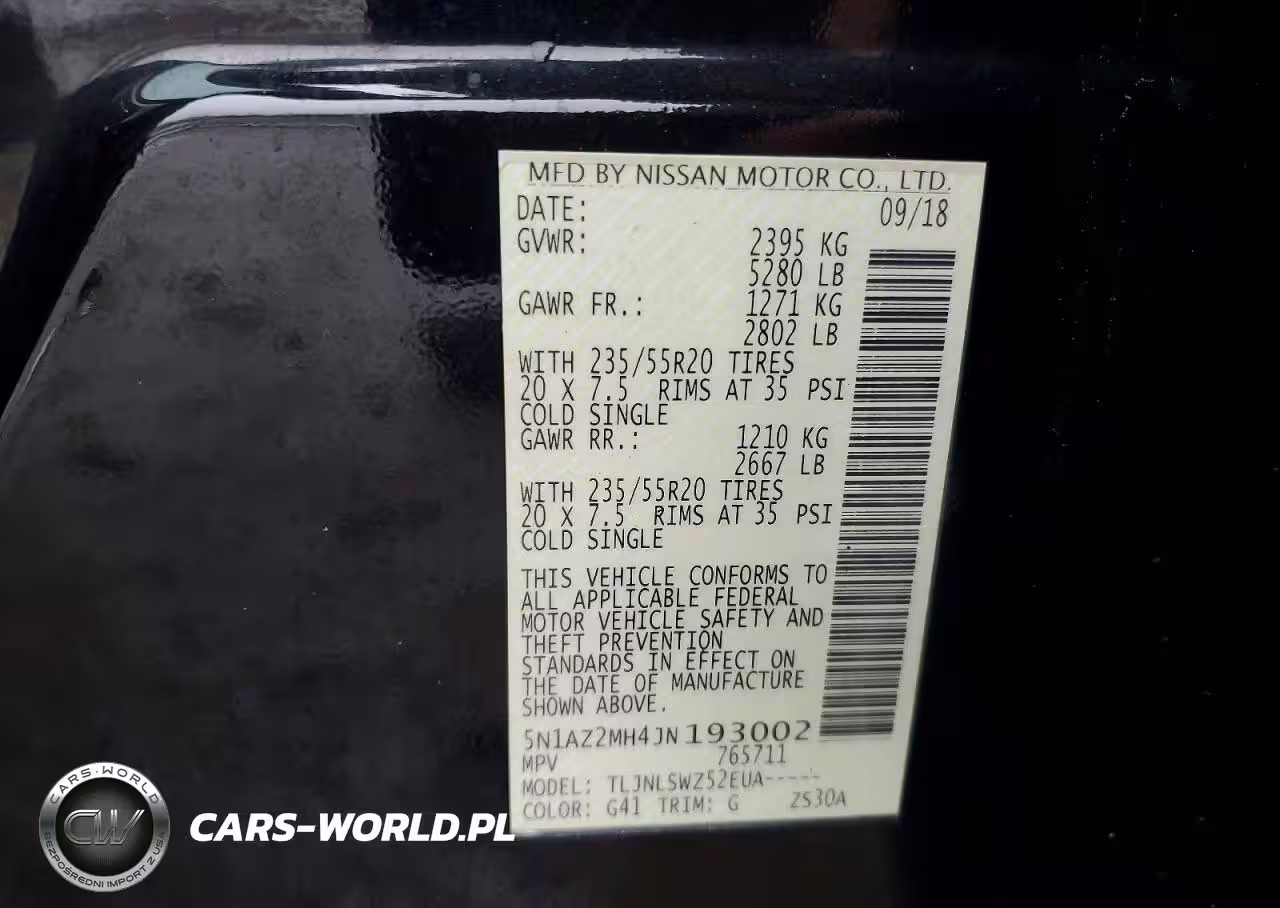 MFD BY NISSAN MOTOR CO., LTD.
DATE: 09/18
GVWR: 2395 KG
5280 LB
GAWR FR.: 1271 KG
2802 LB
WITH 235/55R20 TIRES
20 X 7.5 RIMS AT 35 PSI
COLD SINGLE
GAWR RR.: 1210 KG
2667 LB
WITH 235/55R20 TIRES
20 X 7.5 RIMS AT 35 PSI
COLD SINGLE
THIS VEHICLE CONFORMS TO
ALL APPLICABLE FEDERAL
MOTOR VEHICLE SAFETY AND
THEFT PREVENTION
STANDARDS IN EFFECT ON
THE DATE OF MANUFACTURE
SHOWN ABOVE.
5N1AZ2MH4JN193002
MPV 765711
MODEL: TLJNLSWZ52EUA-----
COLOR: G41 TRIM: G ZS30A
CARS-WORLD
CW
BEZPOŚREDNI IMPORT Z USA
CARS-WORLD.PL